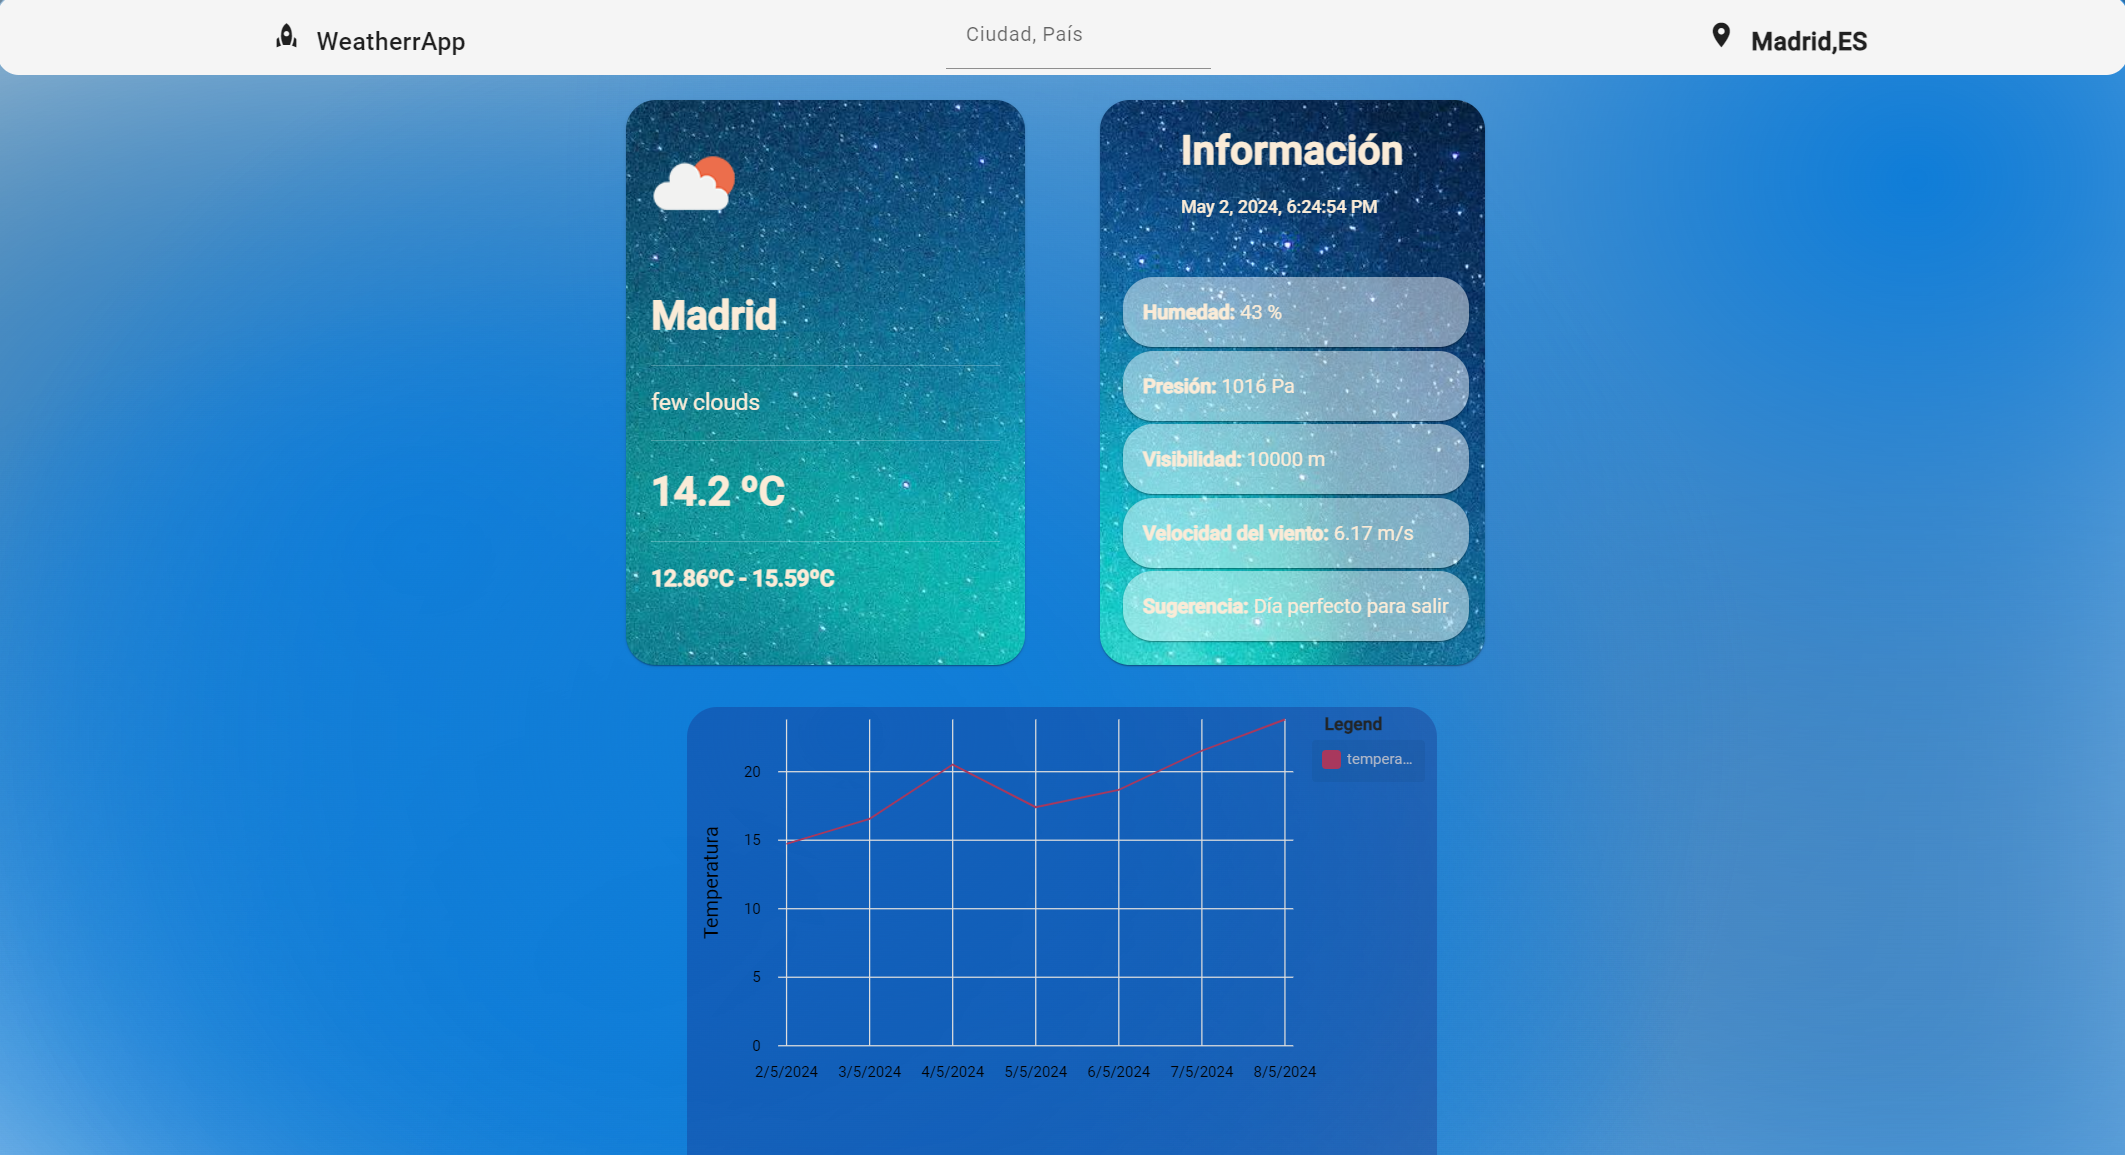 WeatherrApp
Ciudad, País
Madrid,ES
Madrid
few clouds
14.2 ºC
12.86ºC - 15.59ºC
Información
May 2, 2024, 6:24:54 PM
Humedad: 43 %
Presión: 1016 Pa
Visibilidad: 10000 m
Velocidad del viento: 6.17 m/s
Sugerencia: Día perfecto para salir
Legend
tempera...
Temperatura
20
15
10
5
0
2/5/2024 3/5/2024 4/5/2024 5/5/2024 6/5/2024 7/5/2024 8/5/2024